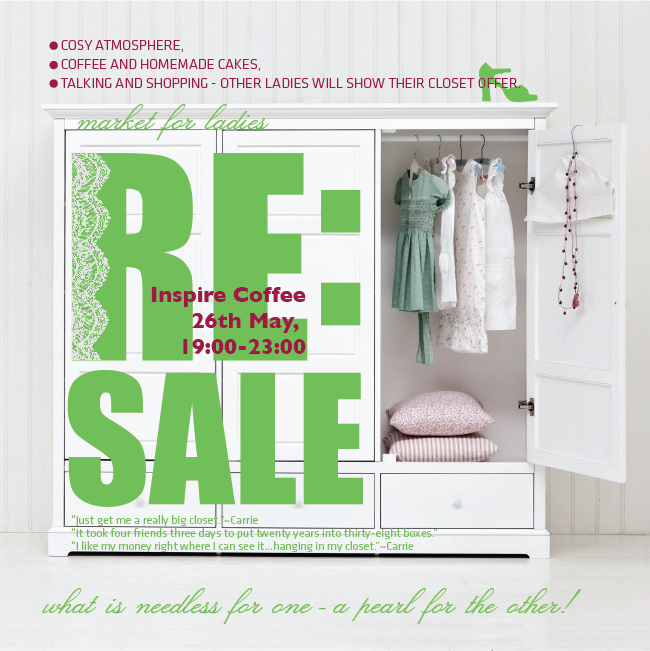 ● COSY ATMOSPHERE,
● COFFEE AND HOMEMADE CAKES,
● TALKING AND SHOPPING - OTHER LADIES WILL SHOW THEIR CLOSET OFFER.
market for ladies
RE:
Inspire Coffee
26th May,
19:00-23:00
SALE
"Just get me a really big closet."~Carrie
"It took four friends three days to put twenty years into thirty-eight boxes."
"I like my money right where I can see it...hanging in my closet."~Carrie
what is needless for one - a pearl for the other!